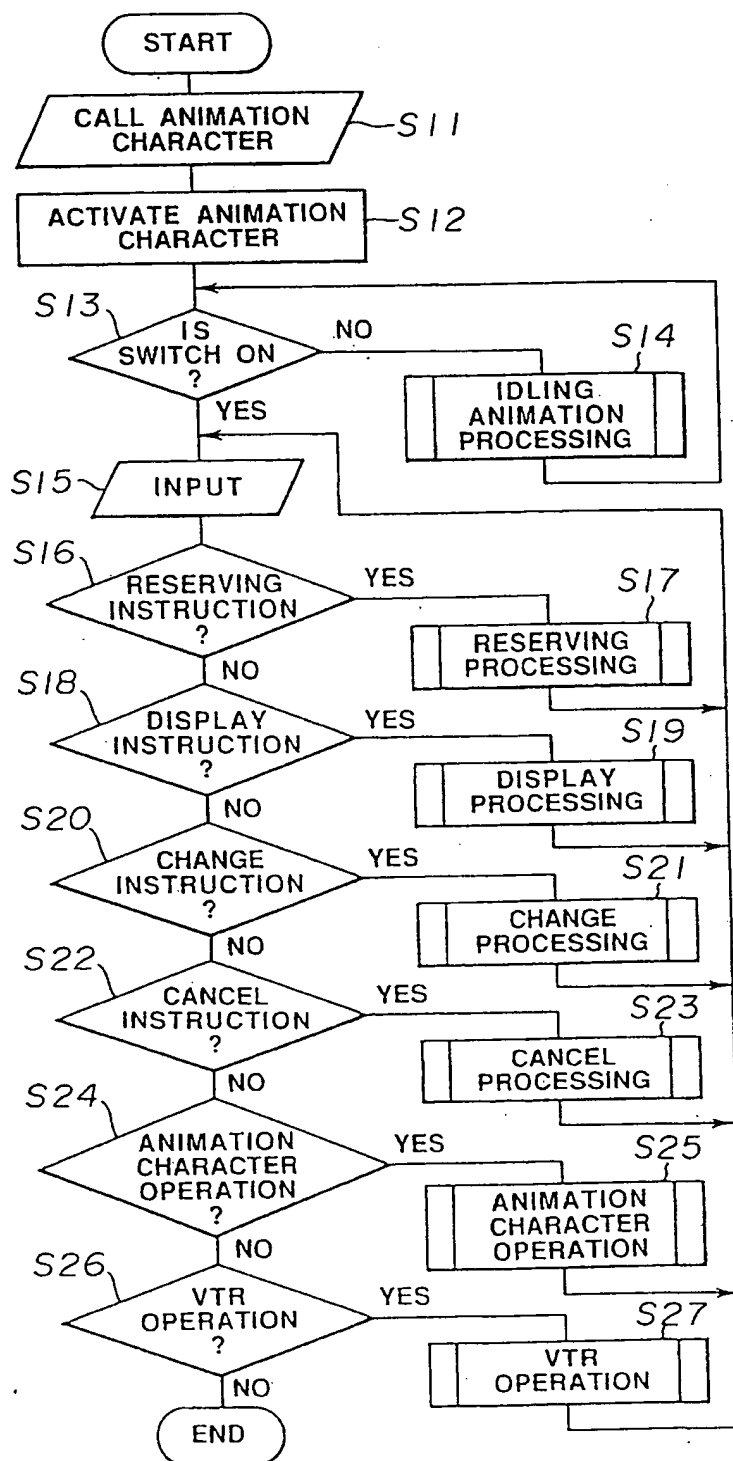 START
CALL ANIMATION
CHARACTER
S11
ACTIVATE ANIMATION
CHARACTER
S12
S13
IS
SWITCH ON
?
NO
S14
IDLING
ANIMATION
PROCESSING
YES
S15
INPUT
S16
RESERVING
INSTRUCTION
?
YES
S17
RESERVING
PROCESSING
NO
S18
DISPLAY
INSTRUCTION
?
YES
S19
DISPLAY
PROCESSING
NO
S20
CHANGE
INSTRUCTION
?
YES
S21
CHANGE
PROCESSING
NO
S22
CANCEL
INSTRUCTION
?
YES
S23
CANCEL
PROCESSING
NO
S24
ANIMATION
CHARACTER
OPERATION
?
YES
S25
ANIMATION
CHARACTER
OPERATION
NO
S26
VTR
OPERATION
?
YES
S27
VTR
OPERATION
NO
END